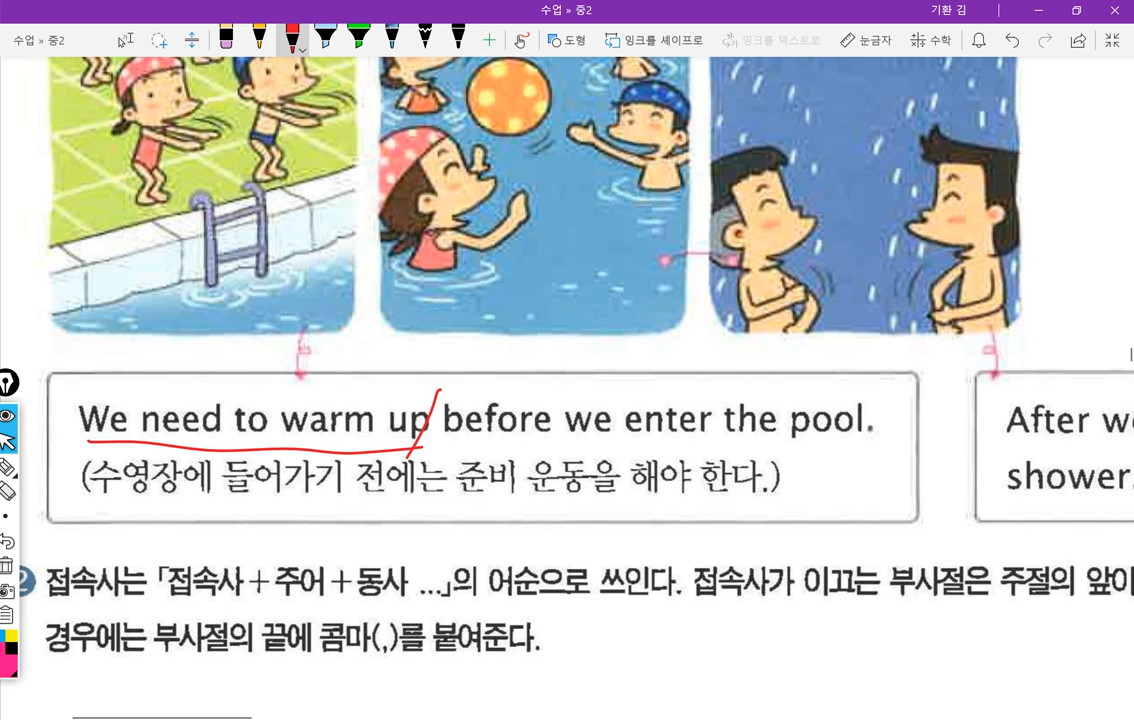 수업 » 중2
기환 김
수업 » 중2
도형
잉크를 셰이프로
잉크를 텍스트로
눈금자
수학
We need to warm up before we enter the pool.
(수영장에 들어가기 전에는 준비 운동을 해야 한다.)
After we
shower.
2 접속사는 「접속사+주어+동사 ...」의 어순으로 쓰인다. 접속사가 이끄는 부사절은 주절의 앞이
경우에는 부사절의 끝에 콤마(,)를 붙여준다.